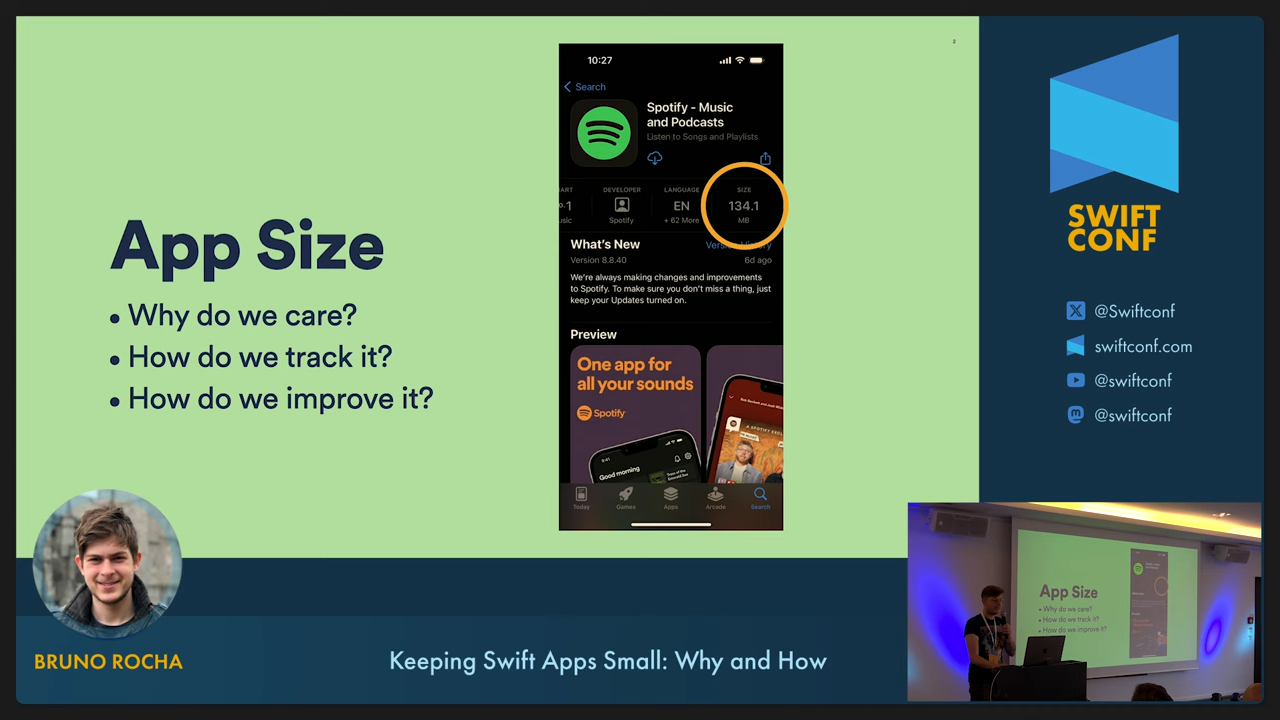 App Size
• Why do we care?
• How do we track it?
• How do we improve it?
2
10:27
Search
Spotify - Music
and Podcasts
Listen to Songs and Playlists
DEVELOPER
Spotify
LANGUAGE
EN
+ 62 More
SIZE
134.1
MB
What's New
Version History
Version 8.8.40
6d ago
We're always making changes and improvements
to Spotify. To make sure you don't miss a thing, just
keep your Updates turned on.
Preview
One app for
all your sounds
Spotify
9:41
Good morning
Today
Games
Apps
Arcade
Search
SWIFT
CONF
@Swiftconf
swiftconf.com
@swiftconf
@swiftconf
BRUNO ROCHA
Keeping Swift Apps Small: Why and How
App Size
• Why do we care?
• How do we track it?
• How do we improve it?